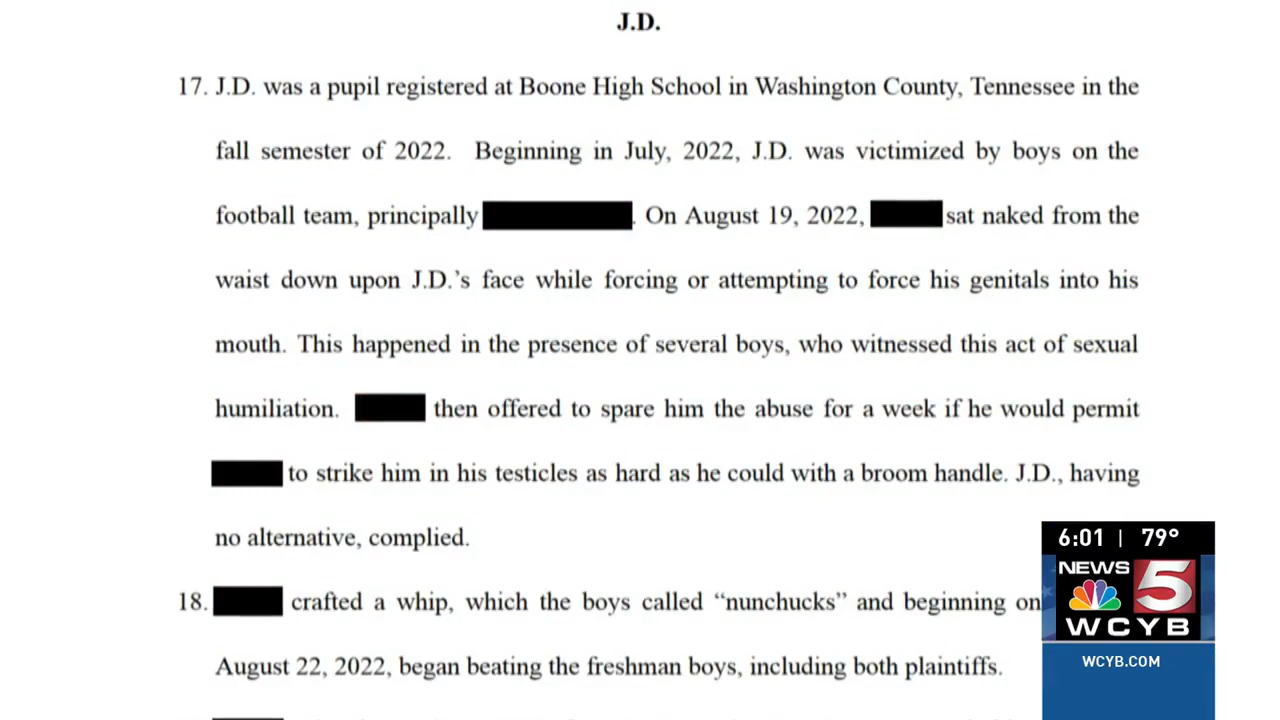 J.D.
17. J.D. was a pupil registered at Boone High School in Washington County, Tennessee in the
fall semester of 2022. Beginning in July, 2022, J.D. was victimized by boys on the
football team, principally . On August 19, 2022, sat naked from the
waist down upon J.D.'s face while forcing or attempting to force his genitals into his
mouth. This happened in the presence of several boys, who witnessed this act of sexual
humiliation. then offered to spare him the abuse for a week if he would permit
to strike him in his testicles as hard as he could with a broom handle. J.D., having
no alternative, complied.
18. crafted a whip, which the boys called “nunchucks” and beginning on
August 22, 2022, began beating the freshman boys, including both plaintiffs.
6:01 | 79°
NEWS 5
WCYB
WCYB.COM